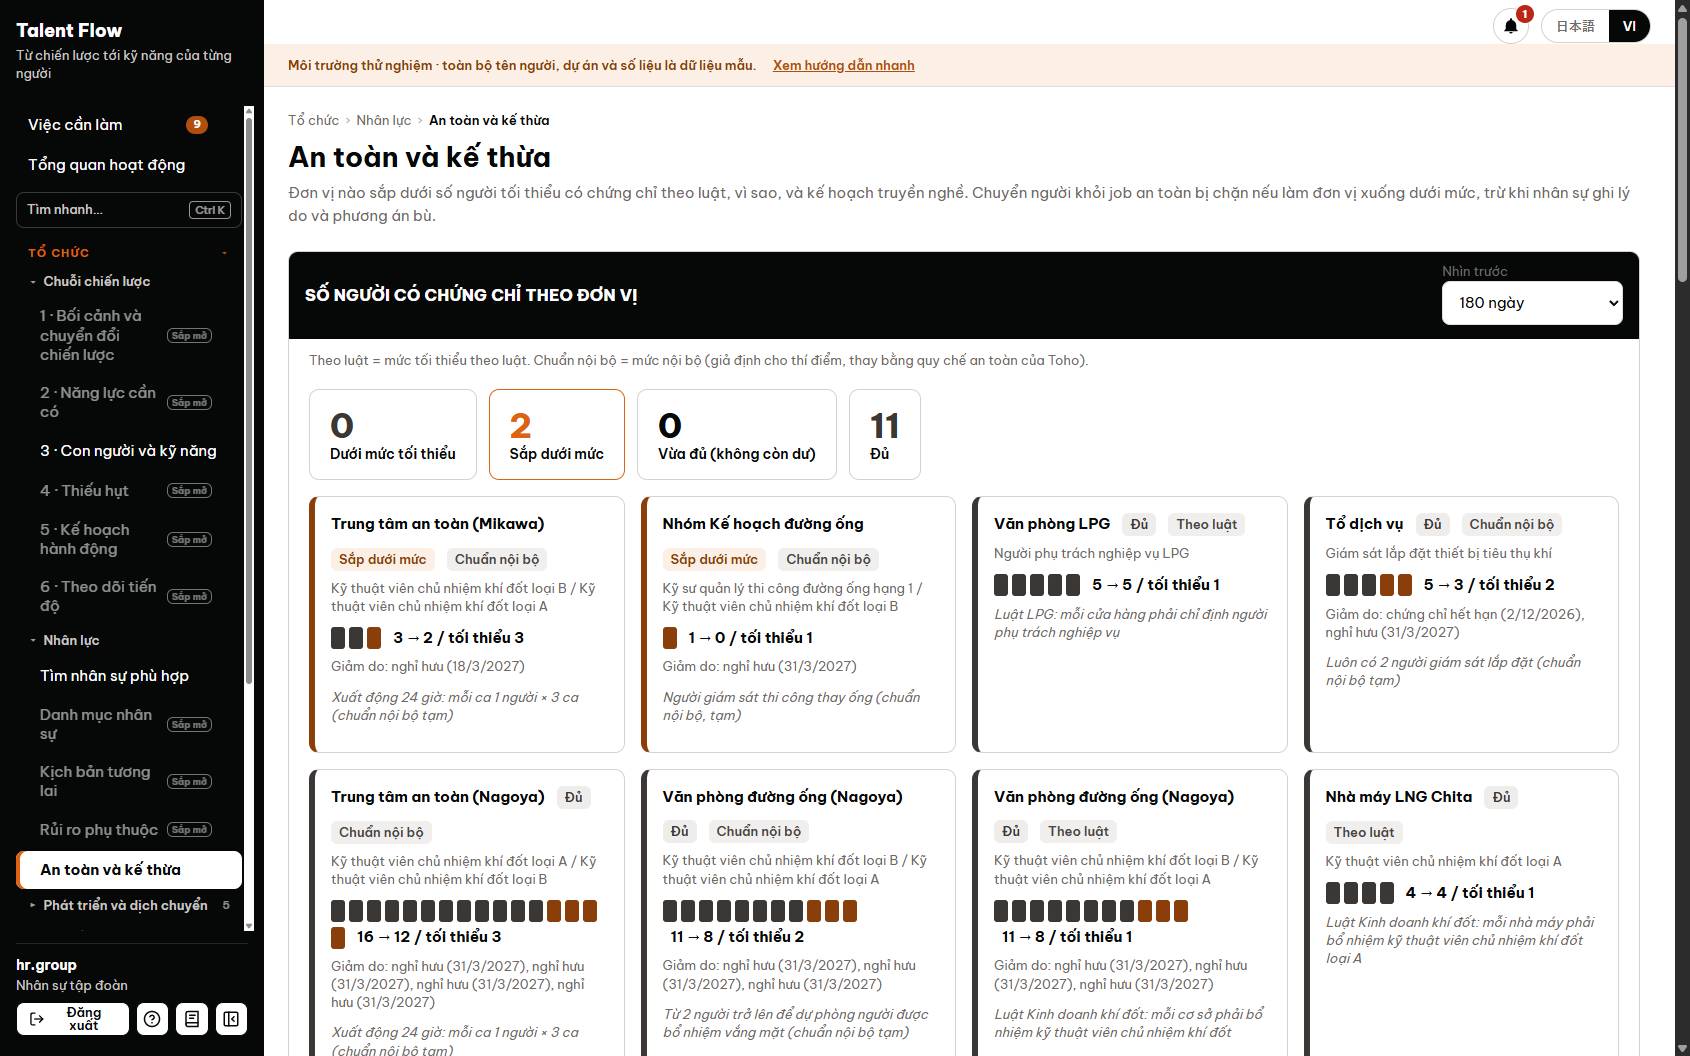 Talent Flow
Từ chiến lược tới kỹ năng của từng
người
Việc cần làm
9
Tổng quan hoạt động
Tìm nhanh...
Ctrl K
TỔ CHỨC
Chuỗi chiến lược
1 · Bối cảnh và
chuyển đổi
chiến lược
Sắp mở
2 · Năng lực cần
có
Sắp mở
3 · Con người và kỹ năng
4 · Thiếu hụt
Sắp mở
5 · Kế hoạch
hành động
Sắp mở
6 · Theo dõi tiến
độ
Sắp mở
Nhân lực
Tìm nhân sự phù hợp
Danh mục nhân
sự
Sắp mở
Kịch bản tương
lai
Sắp mở
Rủi ro phụ thuộc
Sắp mở
An toàn và kế thừa
Phát triển và dịch chuyển
5
hr.group
Nhân sự tập đoàn
Đăng
xuất
1
日本語
VI
Môi trường thử nghiệm · toàn bộ tên người, dự án và số liệu là dữ liệu mẫu. Xem hướng dẫn nhanh
Tổ chức › Nhân lực › An toàn và kế thừa
An toàn và kế thừa
Đơn vị nào sắp dưới số người tối thiểu có chứng chỉ theo luật, vì sao, và kế hoạch truyền nghề. Chuyển người khỏi job an toàn bị chặn nếu làm đơn vị xuống dưới mức, trừ khi nhân sự ghi lý
do và phương án bù.
SỐ NGƯỜI CÓ CHỨNG CHỈ THEO ĐƠN VỊ
Nhìn trước
180 ngày
Theo luật = mức tối thiểu theo luật. Chuẩn nội bộ = mức nội bộ (giả định cho thí điểm, thay bằng quy chế an toàn của Toho).
0
Dưới mức tối thiểu
2
Sắp dưới mức
0
Vừa đủ (không còn dư)
11
Đủ
Trung tâm an toàn (Mikawa)
Sắp dưới mức
Chuẩn nội bộ
Kỹ thuật viên chủ nhiệm khí đốt loại B / Kỹ
thuật viên chủ nhiệm khí đốt loại A
3 → 2 / tối thiểu 3
Giảm do: nghỉ hưu (18/3/2027)
Xuất động 24 giờ: mỗi ca 1 người × 3 ca
(chuẩn nội bộ tạm)
Nhóm Kế hoạch đường ống
Sắp dưới mức
Chuẩn nội bộ
Kỹ sư quản lý thi công đường ống hạng 1 /
Kỹ thuật viên chủ nhiệm khí đốt loại B
1 → 0 / tối thiểu 1
Giảm do: nghỉ hưu (31/3/2027)
Người giám sát thi công thay ống (chuẩn
nội bộ, tạm)
Văn phòng LPG
Đủ
Theo luật
Người phụ trách nghiệp vụ LPG
5 → 5 / tối thiểu 1
Luật LPG: mỗi cửa hàng phải chỉ định người
phụ trách nghiệp vụ
Tổ dịch vụ
Đủ
Chuẩn nội bộ
Giám sát lắp đặt thiết bị tiêu thụ khí
5 → 3 / tối thiểu 2
Giảm do: chứng chỉ hết hạn (2/12/2026),
nghỉ hưu (31/3/2027)
Luôn có 2 người giám sát lắp đặt (chuẩn
nội bộ tạm)
Trung tâm an toàn (Nagoya)
Đủ
Chuẩn nội bộ
Kỹ thuật viên chủ nhiệm khí đốt loại A / Kỹ
thuật viên chủ nhiệm khí đốt loại B
16 → 12 / tối thiểu 3
Giảm do: nghỉ hưu (31/3/2027), nghỉ hưu
(31/3/2027), nghỉ hưu (31/3/2027), nghỉ
hưu (31/3/2027)
Xuất động 24 giờ: mỗi ca 1 người × 3 ca
(chuẩn nội bộ tạm)
Văn phòng đường ống (Nagoya)
Đủ
Chuẩn nội bộ
Kỹ thuật viên chủ nhiệm khí đốt loại B / Kỹ
thuật viên chủ nhiệm khí đốt loại A
11 → 8 / tối thiểu 2
Giảm do: nghỉ hưu (31/3/2027), nghỉ hưu
(31/3/2027), nghỉ hưu (31/3/2027)
Từ 2 người trở lên để dự phòng người được
bổ nhiệm vắng mặt (chuẩn nội bộ tạm)
Văn phòng đường ống (Nagoya)
Đủ
Theo luật
Kỹ thuật viên chủ nhiệm khí đốt loại B / Kỹ
thuật viên chủ nhiệm khí đốt loại A
11 → 8 / tối thiểu 1
Giảm do: nghỉ hưu (31/3/2027), nghỉ hưu
(31/3/2027), nghỉ hưu (31/3/2027)
Luật Kinh doanh khí đốt: mỗi cơ sở phải bổ
nhiệm kỹ thuật viên chủ nhiệm khí đốt
Nhà máy LNG Chita
Đủ
Theo luật
Kỹ thuật viên chủ nhiệm khí đốt loại A
4 → 4 / tối thiểu 1
Luật Kinh doanh khí đốt: mỗi nhà máy phải
bổ nhiệm kỹ thuật viên chủ nhiệm khí đốt
loại A